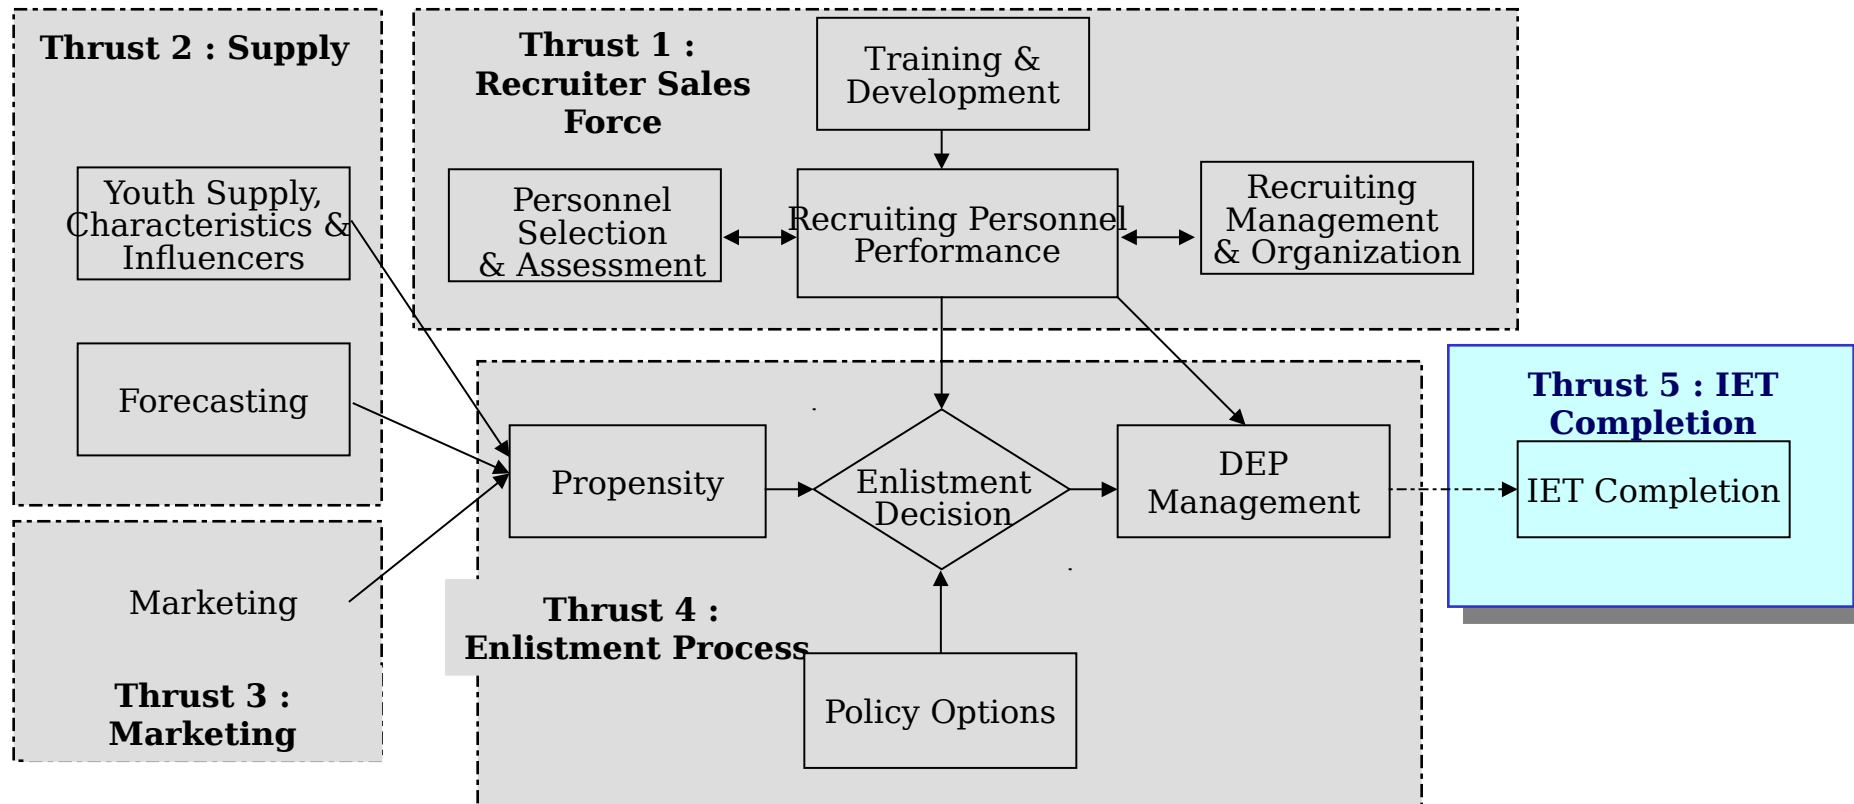 Thrust 2 : Supply
Youth Supply,
Characteristics &
Influencers
Forecasting
Marketing
Thrust 3 :
Marketing
Thrust 1 :
Recruiter Sales
Force
Training &
Development
Personnel
Selection
& Assessment
Recruiting Personnel
Performance
Recruiting
Management
& Organization
Propensity
Enlistment
Decision
DEP
Management
Thrust 4 :
Enlistment Process
Policy Options
Thrust 5 : IET
Completion
IET Completion